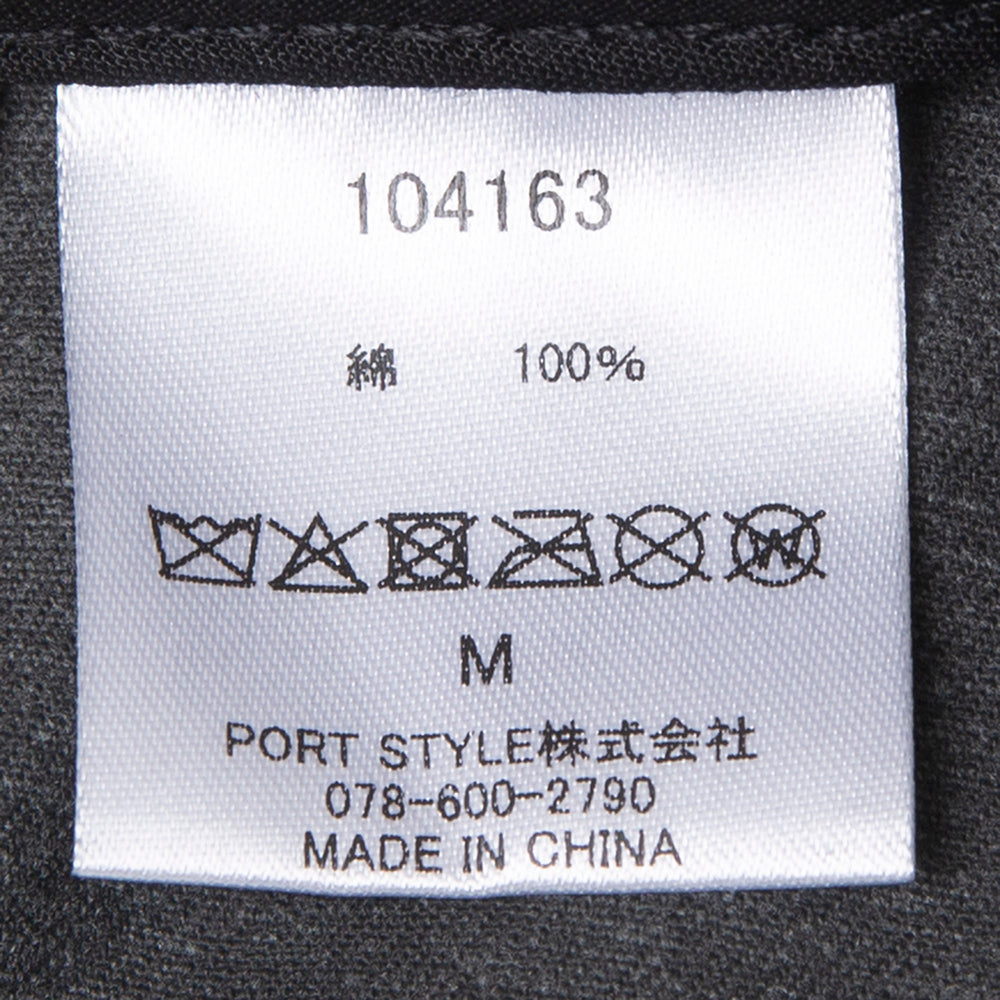 104163
綿 100%
W
M
PORT STYLE株式会社
078-600-2790
MADE IN CHINA